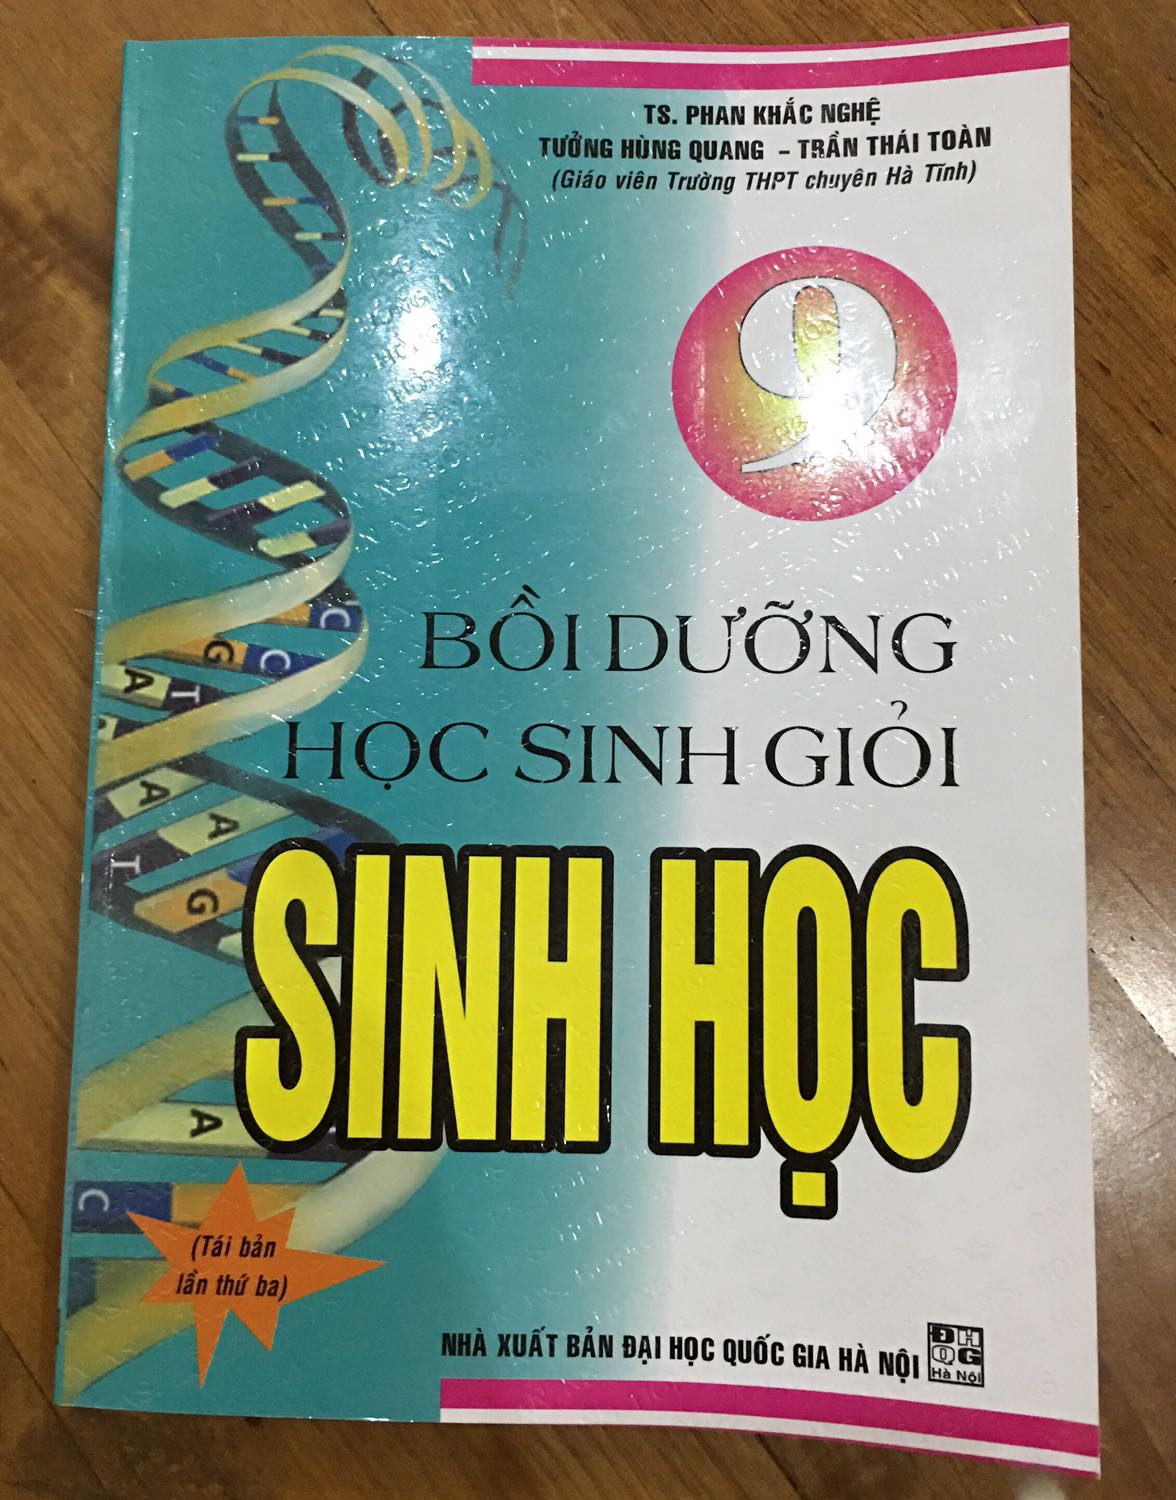 TS. PHAN KHẮC NGHỆ
TƯỞNG HÙNG QUANG - TRẦN THÁI TOÀN
(Giáo viên Trường THPT chuyên Hà Tĩnh)
9
BỒI DƯỠNG
HỌC SINH GIỎI
SINH HỌC
C
G C
A T
A A
T G
A
C
(Tái bản
lần thứ ba)
NHÀ XUẤT BẢN ĐẠI HỌC QUỐC GIA HÀ NỘI
ĐH
QG
Hà Nội